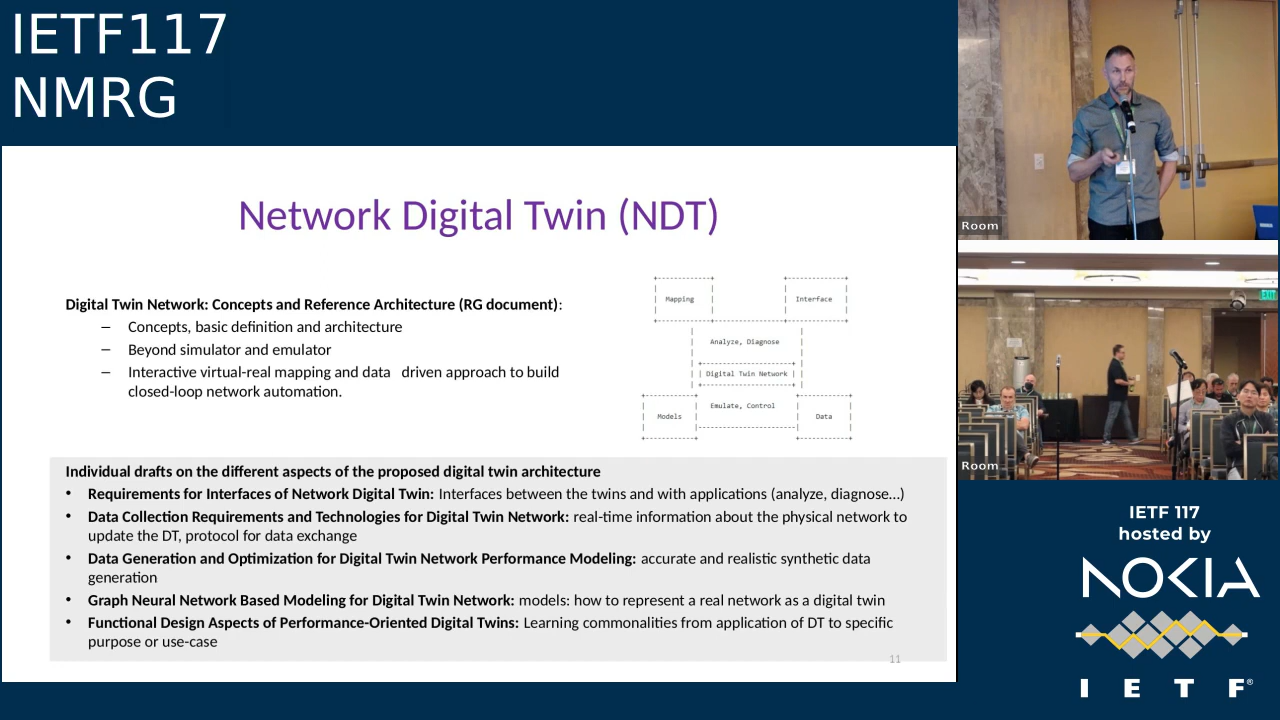 IETF117
NMRG
Network Digital Twin (NDT)
Digital Twin Network: Concepts and Reference Architecture (RG document):
– Concepts, basic definition and architecture
– Beyond simulator and emulator
– Interactive virtual-real mapping and data driven approach to build
closed-loop network automation.
Mapping
Interface
Analyze, Diagnose
Digital Twin Network
Emulate, Control
Models
Data
Individual drafts on the different aspects of the proposed digital twin architecture
• Requirements for Interfaces of Network Digital Twin: Interfaces between the twins and with applications (analyze, diagnose...)
• Data Collection Requirements and Technologies for Digital Twin Network: real-time information about the physical network to
update the DT, protocol for data exchange
• Data Generation and Optimization for Digital Twin Network Performance Modeling: accurate and realistic synthetic data
generation
• Graph Neural Network Based Modeling for Digital Twin Network: models: how to represent a real network as a digital twin
• Functional Design Aspects of Performance-Oriented Digital Twins: Learning commonalities from application of DT to specific
purpose or use-case
11
Room
EXIT
Room
IETF 117
hosted by
NOKIA
I E T F®